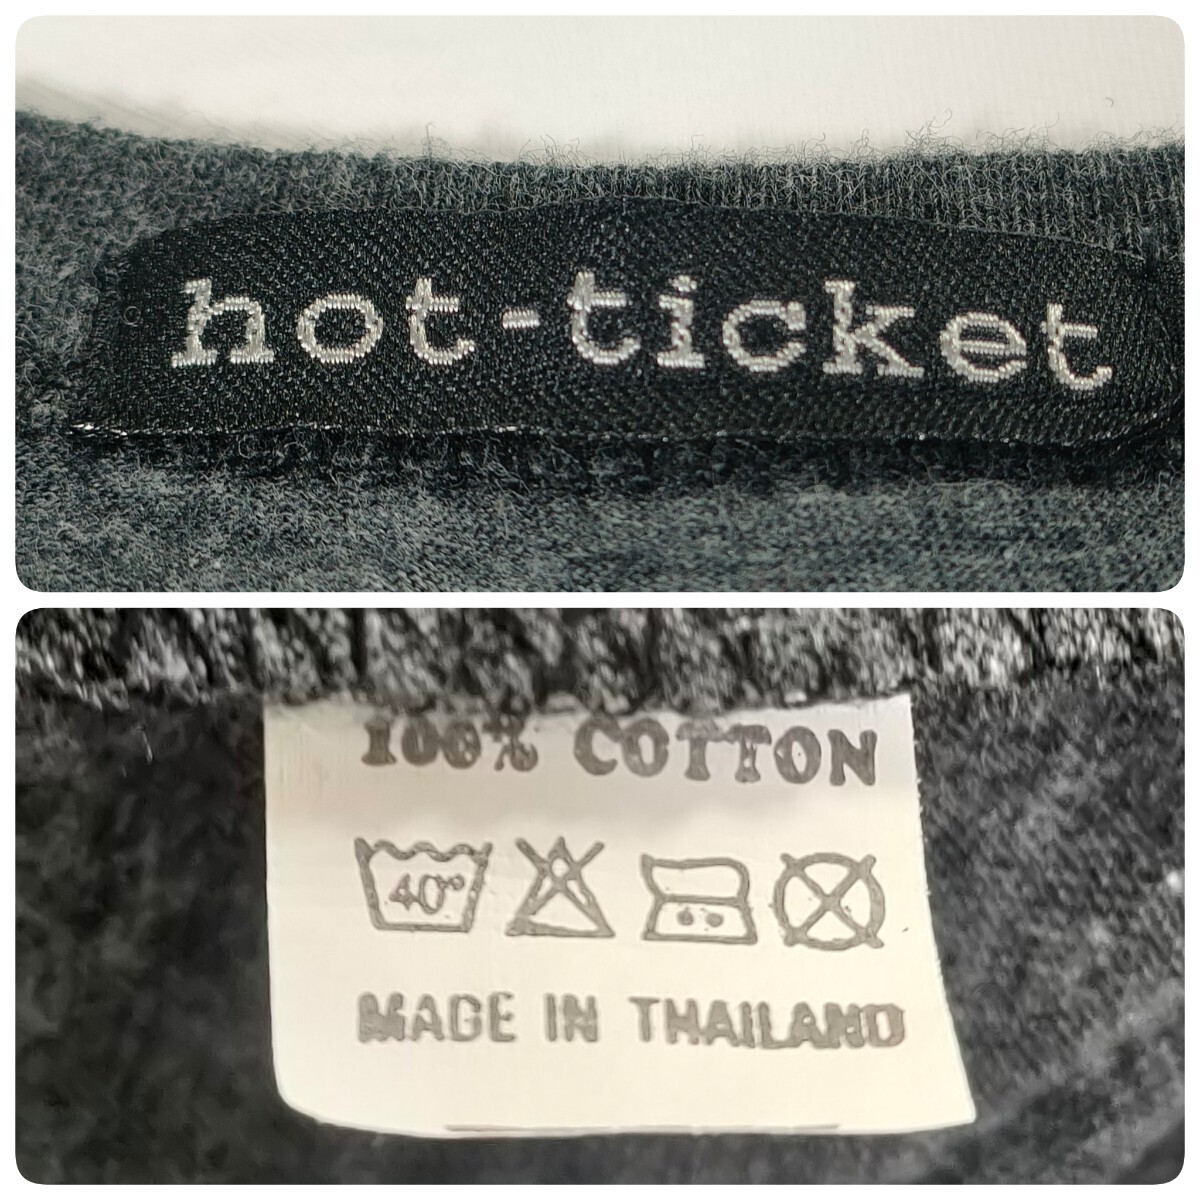 hot-ticket
100% COTTON
40°
MADE IN THAILAND